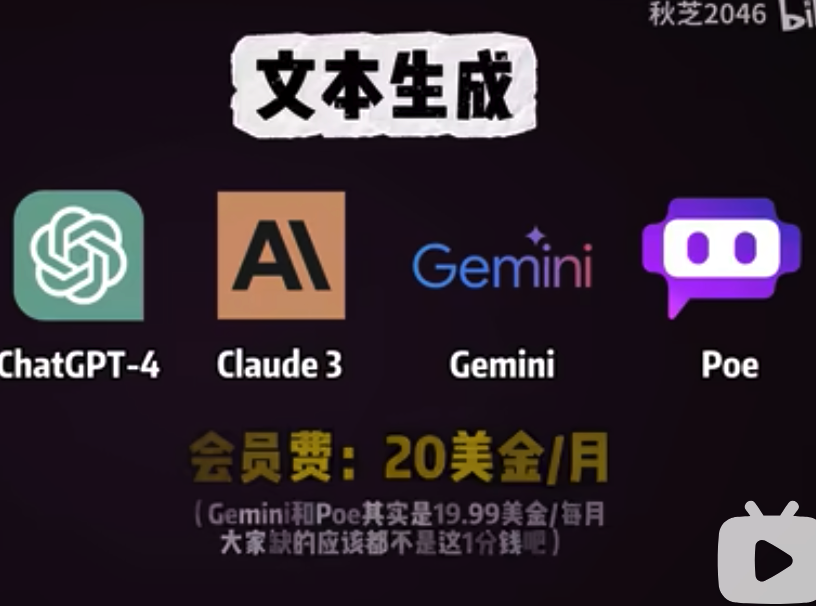 秋芝2046 bi
文本生成
AI
Gemini
ChatGPT-4 Claude 3 Gemini Poe
会员费：20美金/月
（Gemini和Poe其实是19.99美金/每月
大家缺的应该都不是这1分钱吧）